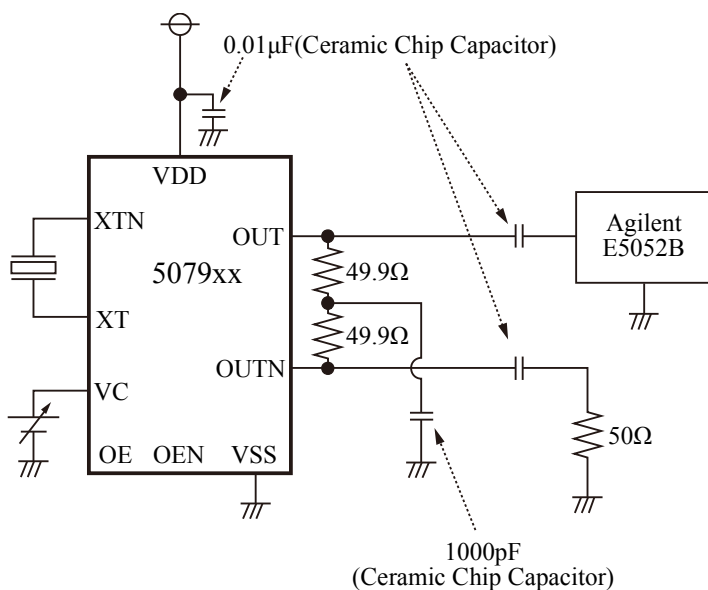 0.01μF(Ceramic Chip Capacitor)
VDD
XTN
OUT
Agilent
E5052B
49.9Ω
5079xx
XT
49.9Ω
OUTN
VC
50Ω
OE OEN VSS
1000pF
(Ceramic Chip Capacitor)